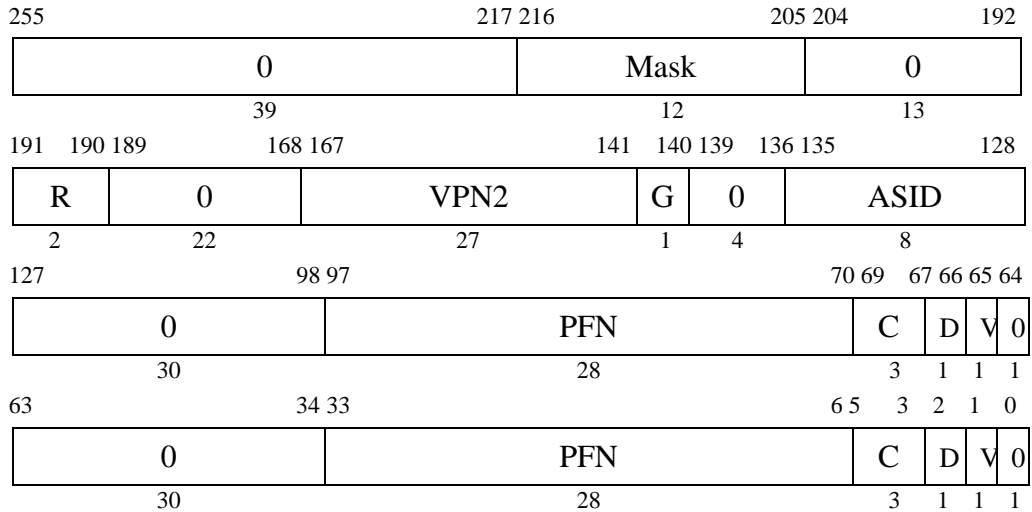 255 217 216 205 204 192
0 Mask 0
39 12 13
191 190 189 168 167 141 140 139 136 135 128
R 0 VPN2 G 0 ASID
2 22 27 1 4 8
127 98 97 70 69 67 66 65 64
0 PFN C D V 0
30 28 3 1 1 1
63 34 33 6 5 3 2 1 0
0 PFN C D V 0
30 28 3 1 1 1